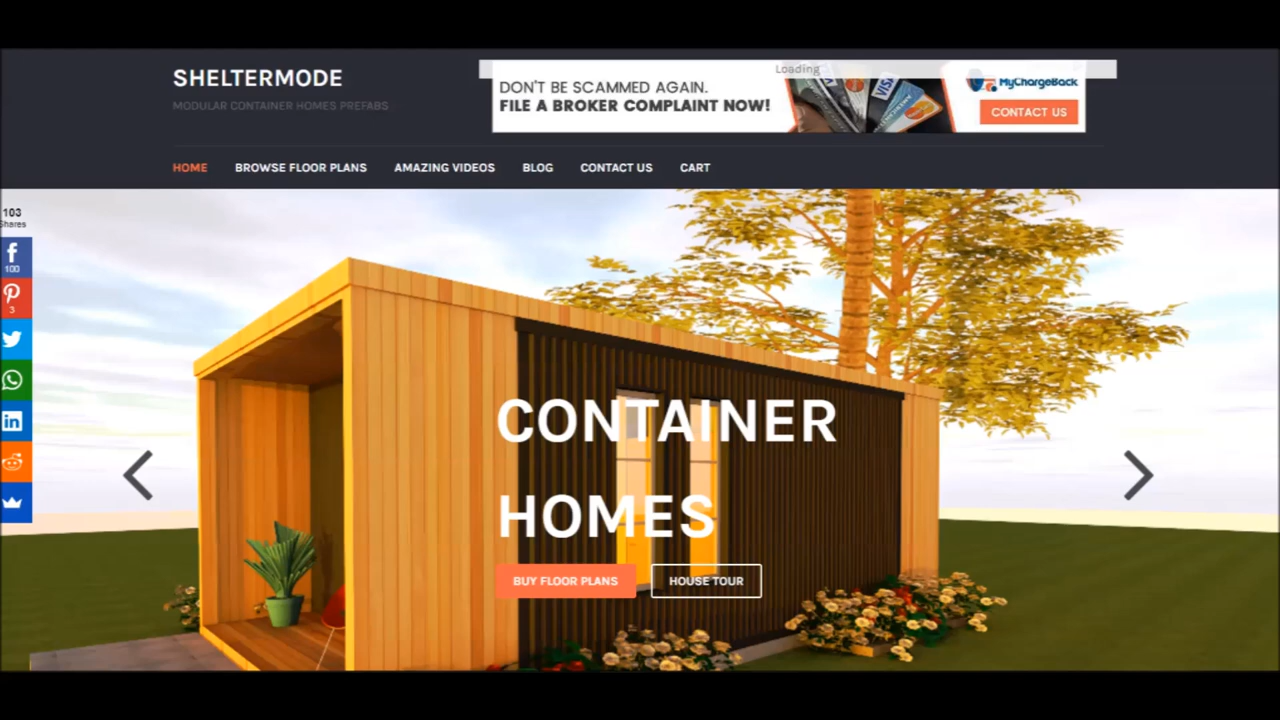 SHELTERMODE
MODULAR CONTAINER HOMES PREFABS
Loading
DON'T BE SCAMMED AGAIN.
FILE A BROKER COMPLAINT NOW!
MyChargeBack
CONTACT US
VISA
HOME BROWSE FLOOR PLANS AMAZING VIDEOS BLOG CONTACT US CART
103
Shares
100
3
CONTAINER
HOMES
BUY FLOOR PLANS HOUSE TOUR